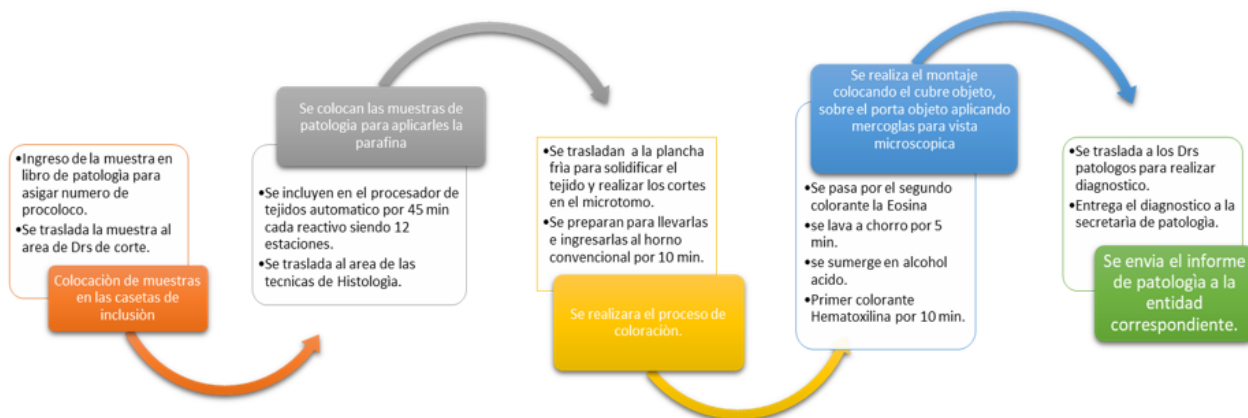 •Ingreso de la muestra en
libro de patologìa para
asigar numero de
procoloco.
•Se traslada la muestra al
area de Drs de corte.
Colocaciòn de muestras
en las casetas de
inclusiòn
Se colocan las muestras de
patologia para aplicarles la
parafina
•Se incluyen en el procesador de
tejidos automatico por 45 min
cada reactivo siendo 12
estaciones.
•Se traslada al area de las
tecnicas de Histologìa.
•Se trasladan a la plancha
frìa para solidificar el
tejido y realizar los cortes
en el microtomo.
•Se preparan para llevarlas
e ingresarlas al horno
convencional por 10 min.
Se realizara el proceso de
coloraciòn.
Se realiza el montaje
colocando el cubre objeto,
sobre el porta objeto aplicando
mercoglas para vista
microscopica
•Se pasa por el segundo
colorante la Eosina
•se lava a chorro por 5
min.
•se sumerge en alcohol
acido.
•Primer colorante
Hematoxilina por 10 min.
•Se traslada a los Drs
patologos para realizar
diagnostico.
•Entrega el diagnostico a la
secretarìa de patologìa.
Se envia el informe
de patologìa a la
entidad
correspondiente.